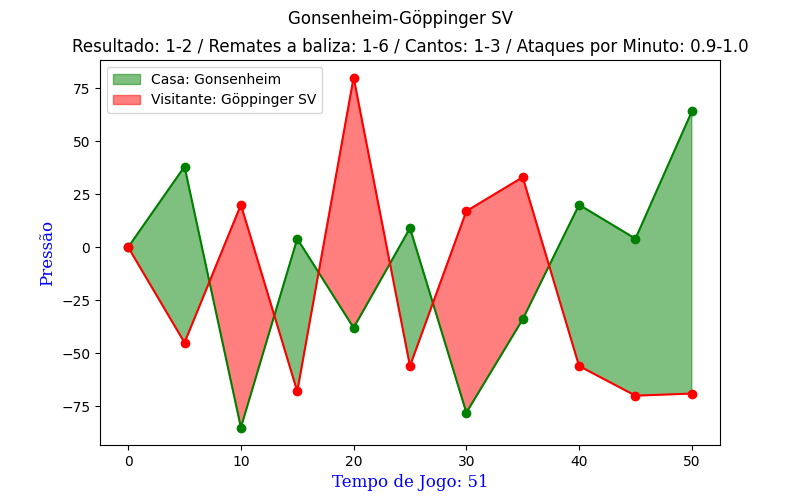 Gonsenheim-Göppinger SV
Resultado: 1-2 / Remates a baliza: 1-6 / Cantos: 1-3 / Ataques por Minuto: 0.9-1.0
Casa: Gonsenheim
Visitante: Göppinger SV
Pressão
75
50
25
0
−25
−50
−75
0 10 20 30 40 50
Tempo de Jogo: 51